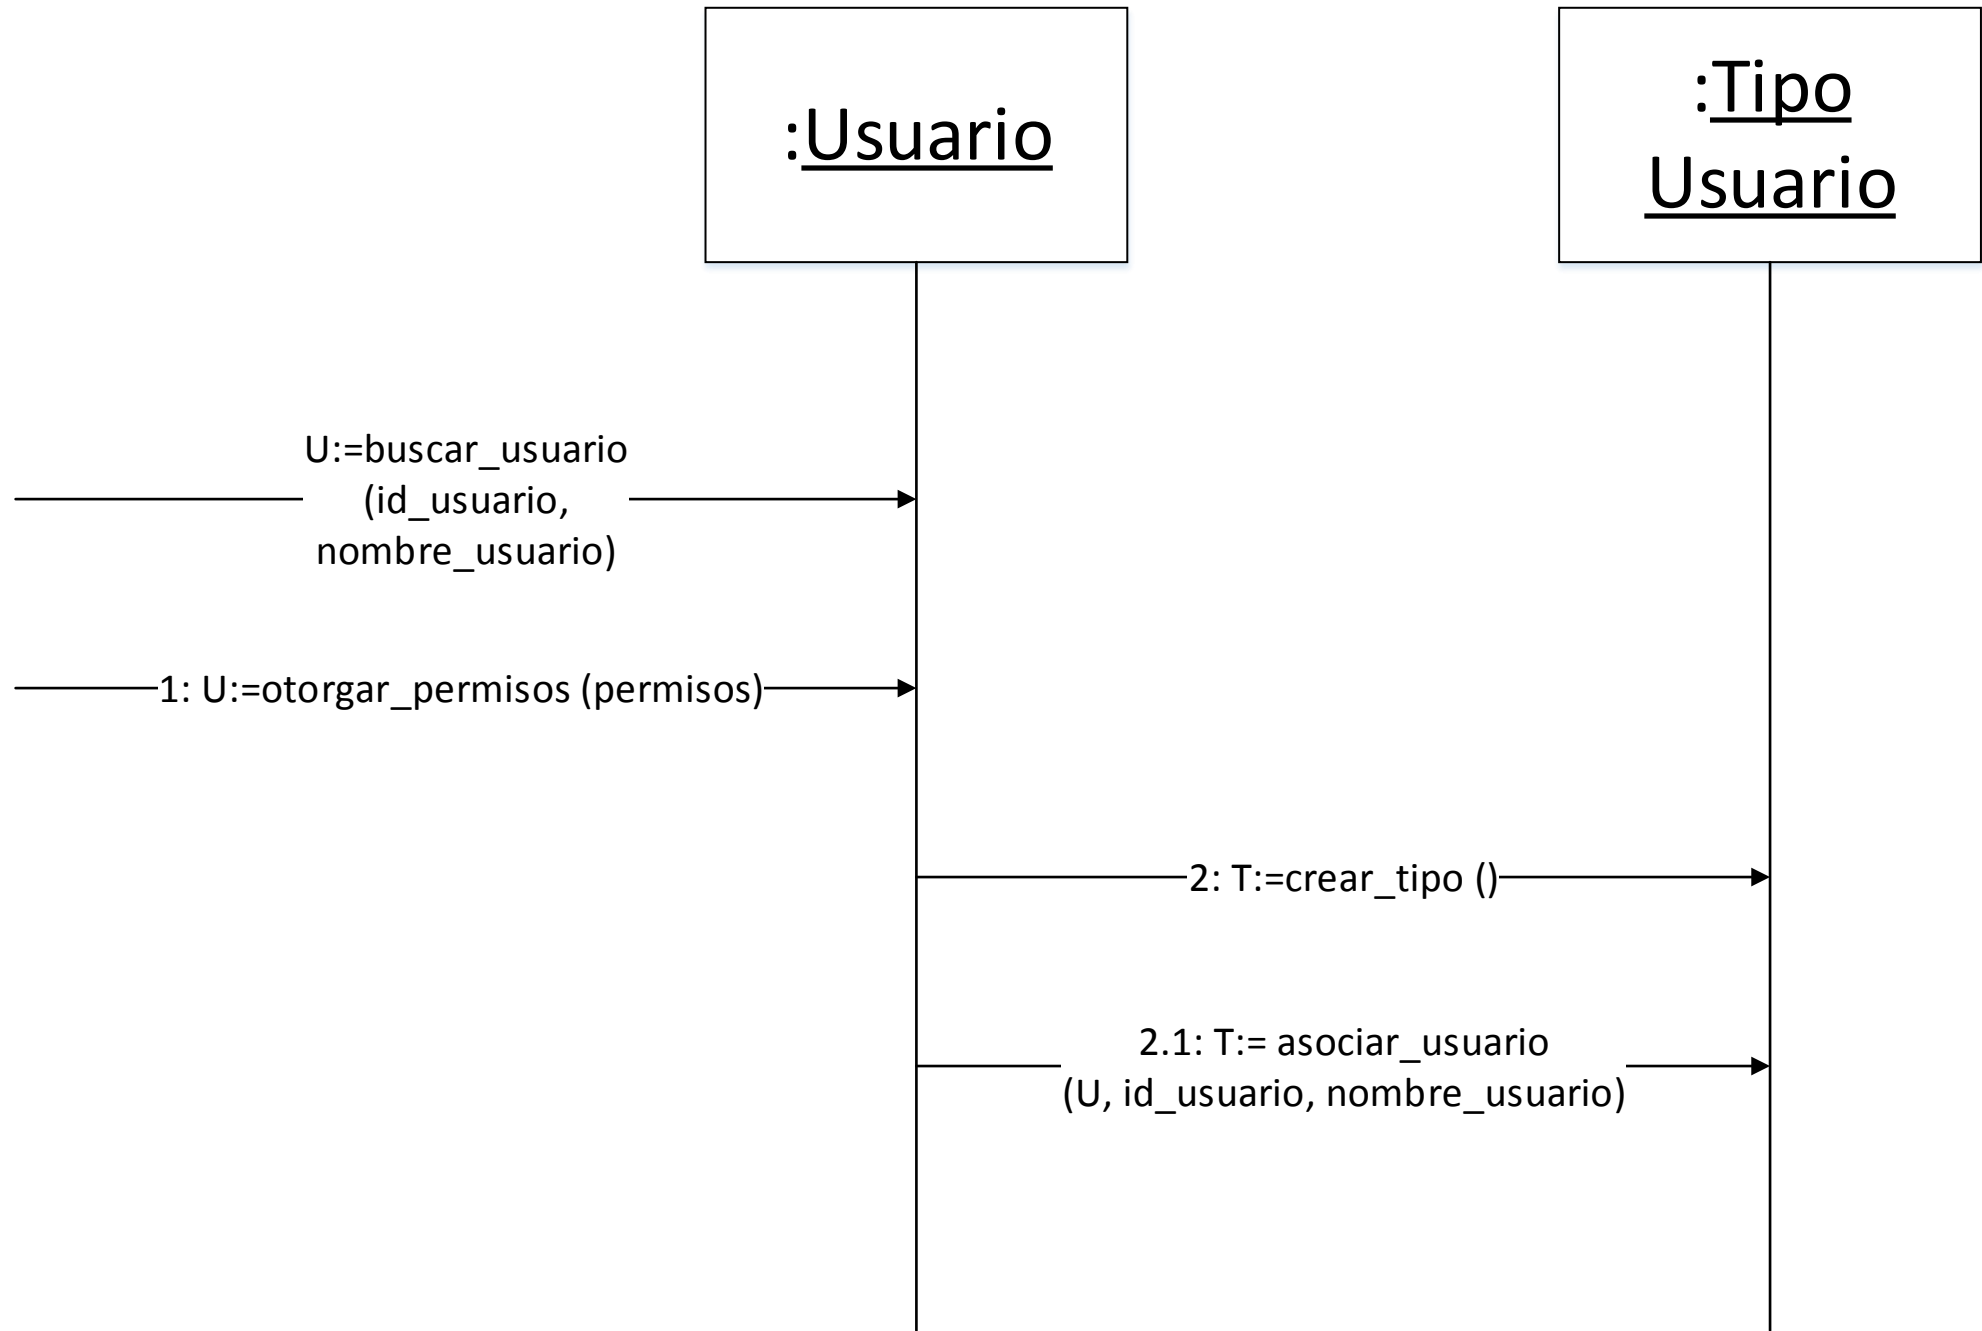 :Usuario
:Tipo
Usuario
U:=buscar_usuario
(id_usuario,
nombre_usuario)
1: U:=otorgar_permisos (permisos)
2: T:=crear_tipo ()
2.1: T:= asociar_usuario
(U, id_usuario, nombre_usuario)